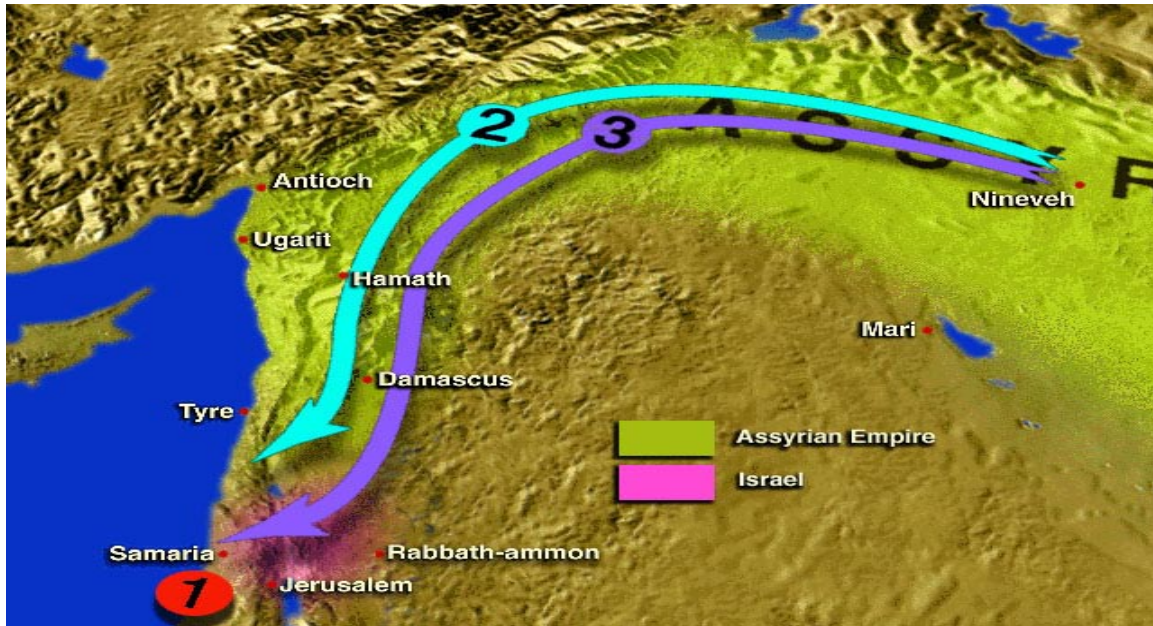 2
3
A S S Y R
Antioch
Nineveh
Ugarit
Hamath
Mari
Damascus
Tyre
Assyrian Empire
Israel
Samaria
Rabbath-ammon
Jerusalem
1